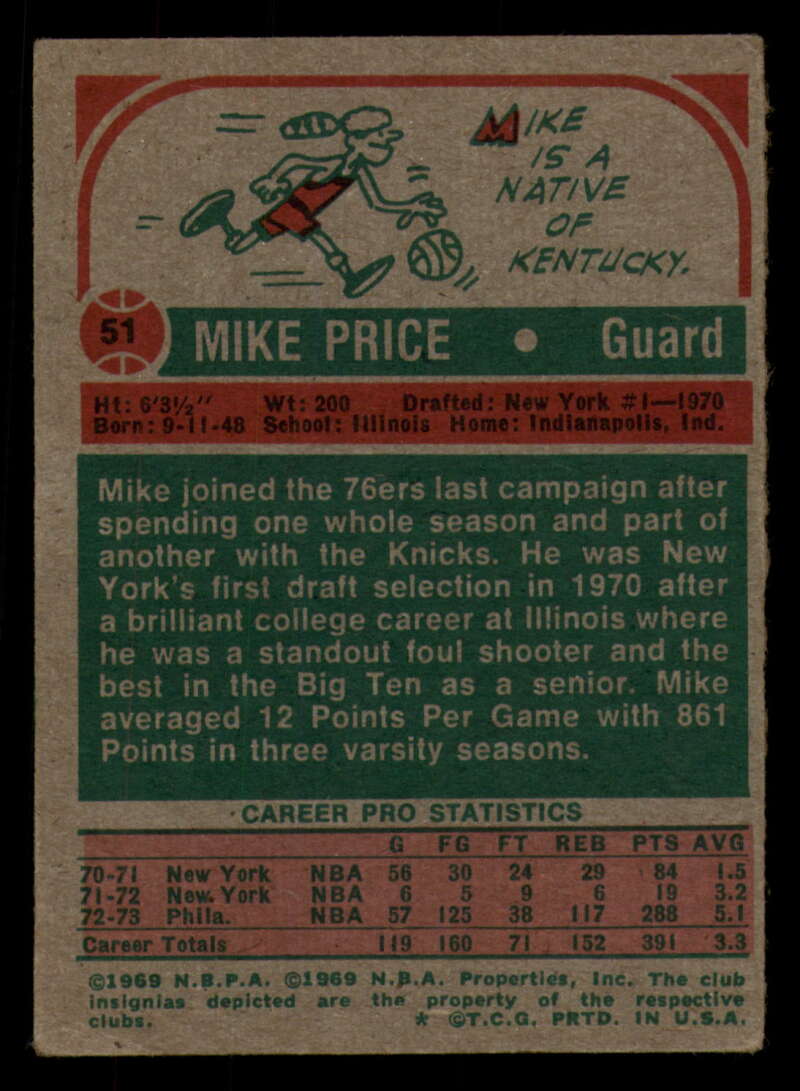 MIKE
IS A
NATIVE
OF
KENTUCKY.
51
MIKE PRICE • Guard
Ht: 6'3½" Wt: 200 Drafted: New York #1—1970
Born: 9-11-48 School: Illinois Home: Indianapolis, Ind.
Mike joined the 76ers last campaign after
spending one whole season and part of
another with the Knicks. He was New
York's first draft selection in 1970 after
a brilliant college career at Illinois where
he was a standout foul shooter and the
best in the Big Ten as a senior. Mike
averaged 12 Points Per Game with 861
Points in three varsity seasons.
CAREER PRO STATISTICS
G FG FT REB PTS AVG
70-71 New York NBA 56 30 24 29 84 1.5
71-72 New York NBA 6 5 9 6 19 3.2
72-73 Phila. NBA 57 125 38 117 288 5.1
Career Totals 119 160 71 152 391 3.3
©1969 N.B.P.A. ©1969 N.B.A. Properties, Inc. The club
insignias depicted are the property of the respective
clubs. * ©T.C.G. PRTD. IN U.S.A.